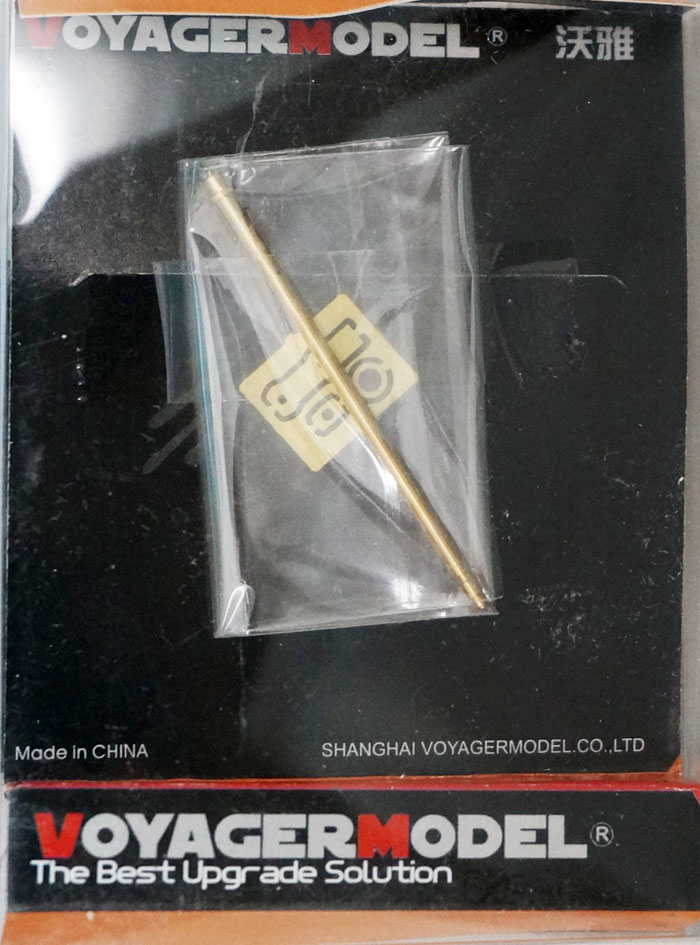 VOYAGERMODEL® 沃雅
Made in CHINA
SHANGHAI VOYAGERMODEL.CO.,LTD
VOYAGERMODEL®
The Best Upgrade Solution